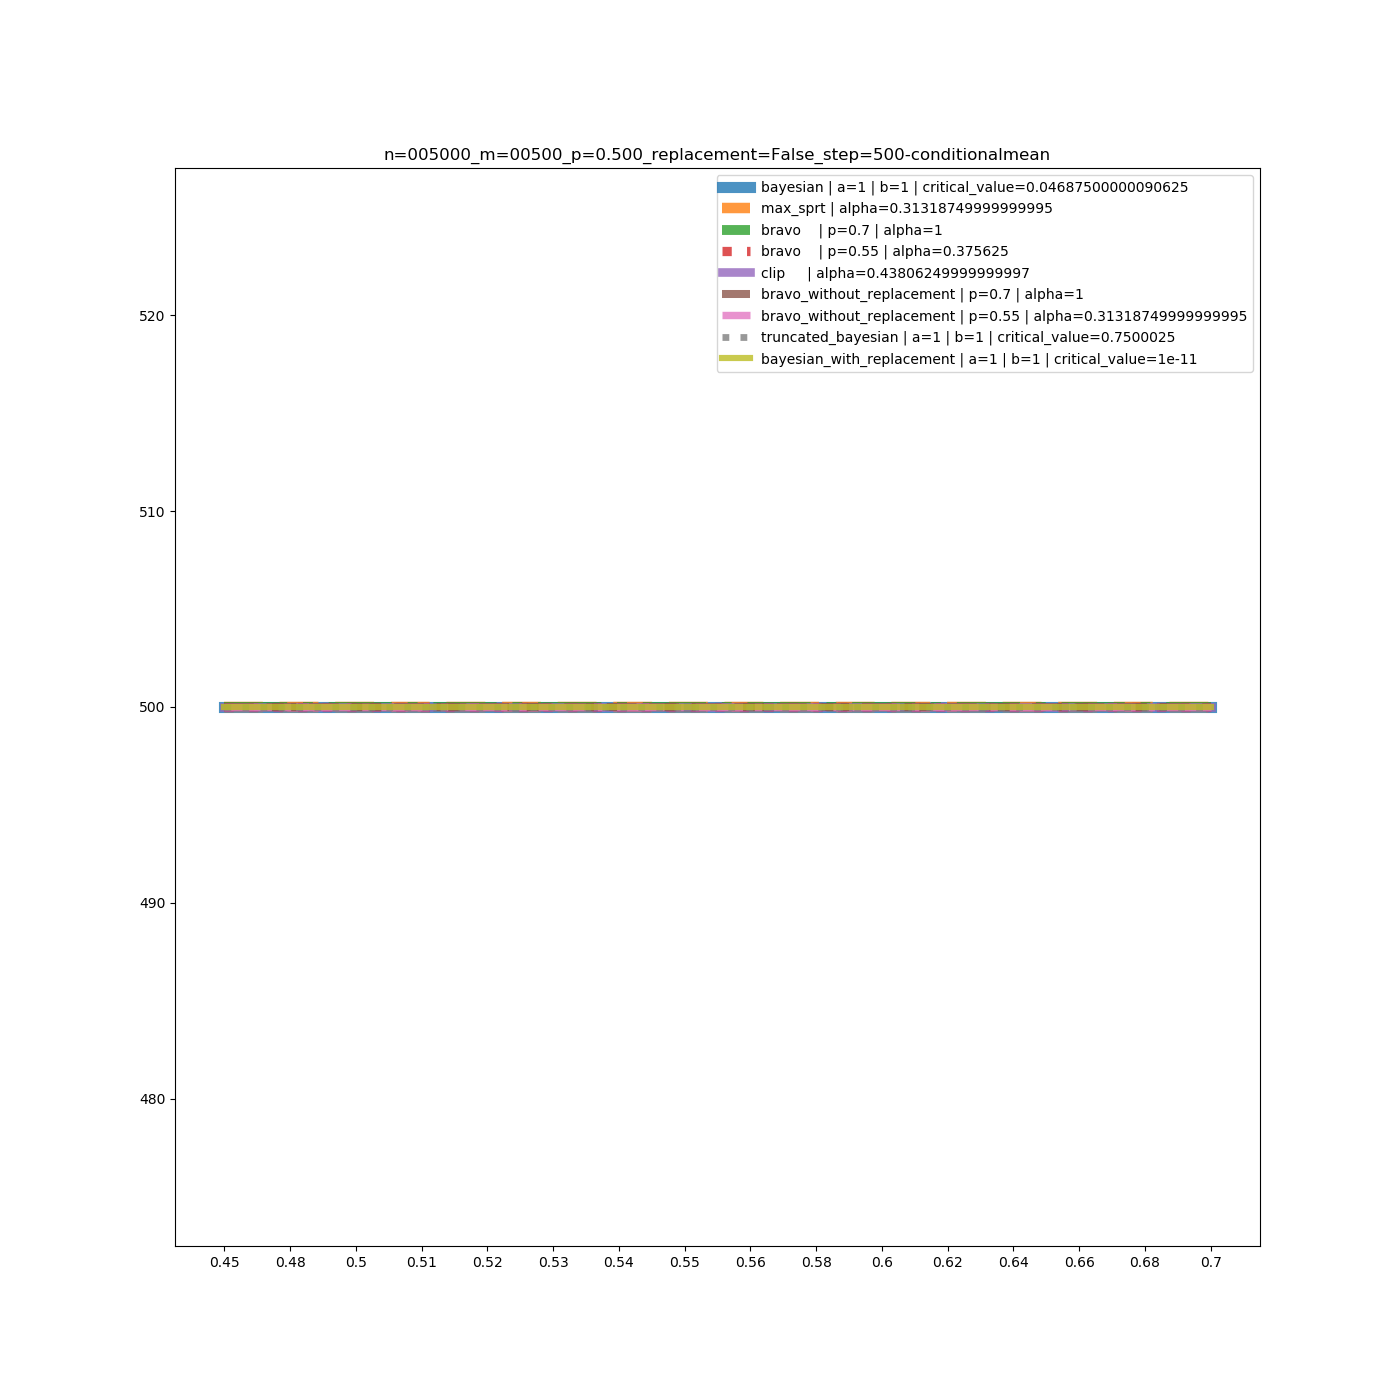 n=005000_m=00500_p=0.500_replacement=False_step=500-conditionalmean
bayesian | a=1 | b=1 | critical_value=0.04687500000090625
max_sprt | alpha=0.31318749999999995
bravo    | p=0.7 | alpha=1
bravo    | p=0.55 | alpha=0.375625
clip     | alpha=0.43806249999999997
bravo_without_replacement | p=0.7 | alpha=1
bravo_without_replacement | p=0.55 | alpha=0.31318749999999995
truncated_bayesian | a=1 | b=1 | critical_value=0.7500025
bayesian_with_replacement | a=1 | b=1 | critical_value=1e-11
520
510
500
490
480
0.45 0.48 0.5 0.51 0.52 0.53 0.54 0.55 0.56 0.58 0.6 0.62 0.64 0.66 0.68 0.7